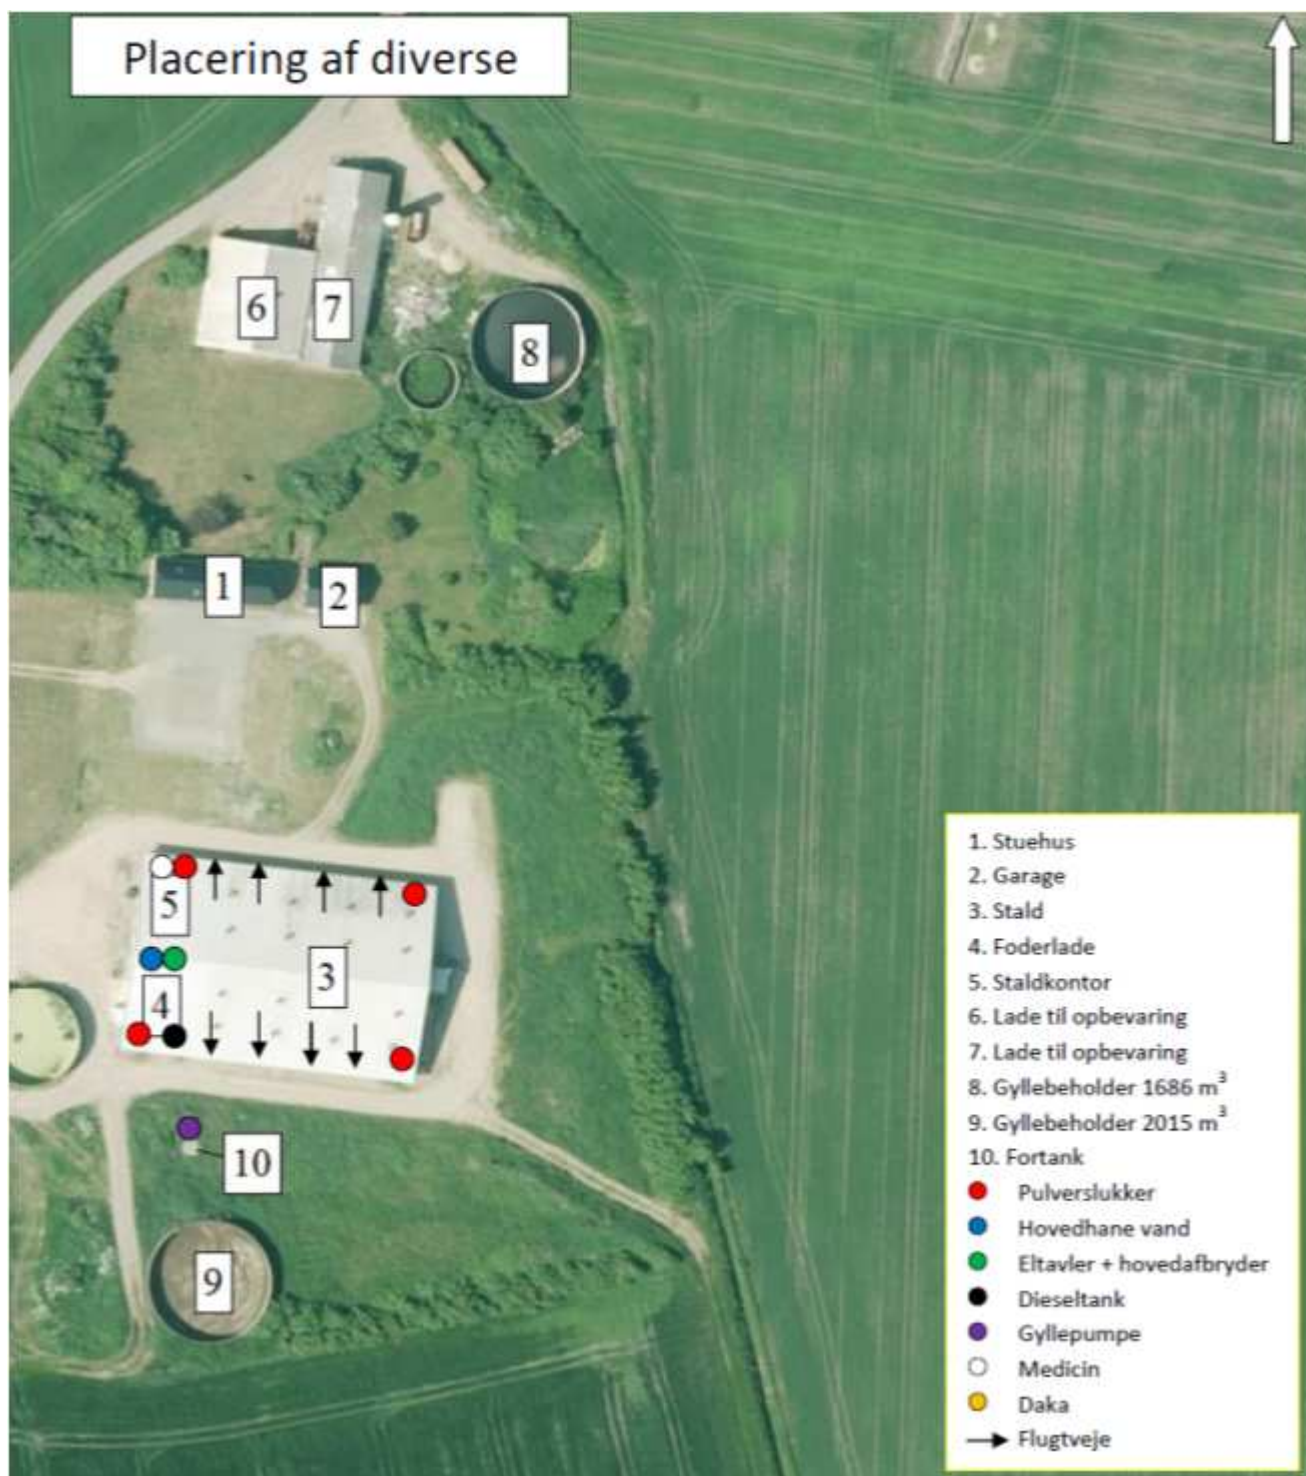 Placering af diverse
6
7
8
1
2
5
3
4
10
9
1. Stuehus
2. Garage
3. Stald
4. Foderlade
5. Staldkontor
6. Lade til opbevaring
7. Lade til opbevaring
8. Gyllebeholder 1686 m³
9. Gyllebeholder 2015 m³
10. Fortank
Pulverslukker
Hovedhane vand
Eltavler + hovedafbryder
Dieseltank
Gyllepumpe
Medicin
Daka
Flugtveje